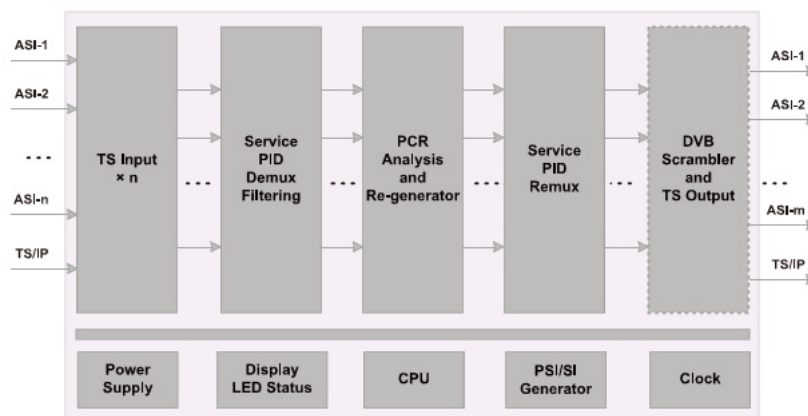 ASI-1
ASI-2
...
ASI-n
TS/IP
TS Input
× n
...
Service
PID
Demux
Filtering
...
PCR
Analysis
and
Re-generator
...
Service
PID
Remux
...
DVB
Scrambler
and
TS Output
ASI-1
ASI-2
...
ASI-m
TS/IP
Power
Supply
Display
LED Status
CPU
PSI/SI
Generator
Clock